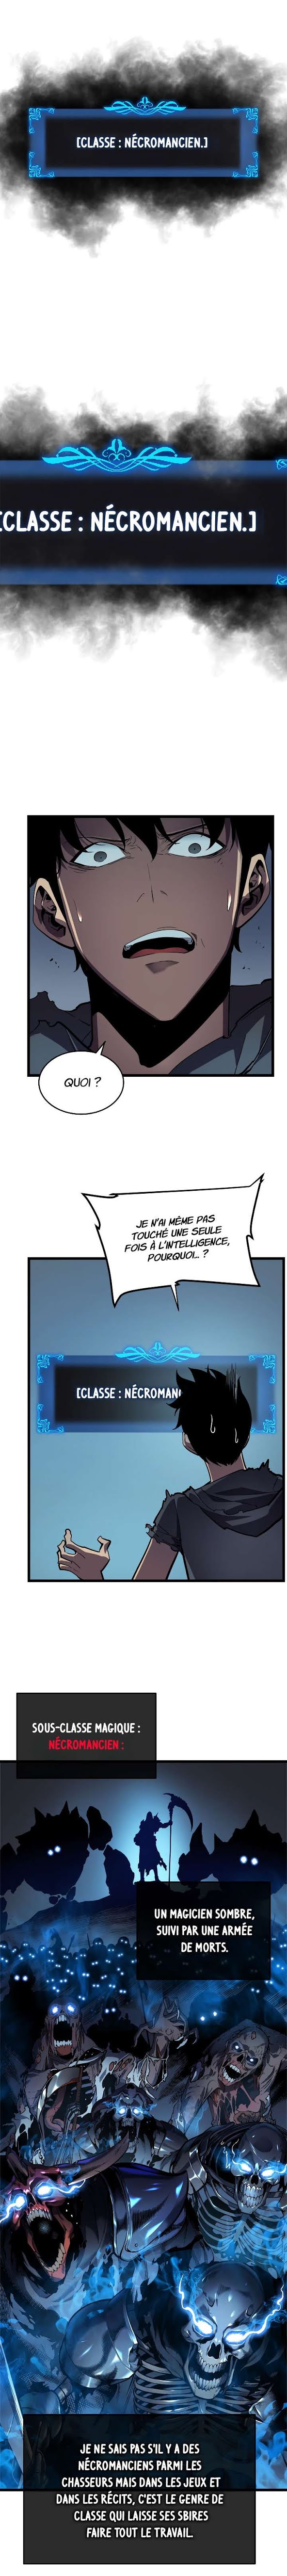 [CLASSE : NÉCROMANCIEN.]
[CLASSE : NÉCROMANCIEN.]
QUOI ?
JE N'AI MÊME PAS
TOUCHÉ UNE SEULE
FOIS À L'INTELLIGENCE,
POURQUOI.. ?
[CLASSE : NÉCROMAN
SOUS-CLASSE MAGIQUE :
NÉCROMANCIEN :
UN MAGICIEN SOMBRE,
SUIVI PAR UNE ARMÉE
DE MORTS.
JE NE SAIS PAS S'IL Y A DES
NÉCROMANCIENS PARMI LES
CHASSEURS MAIS DANS LES JEUX ET
DANS LES RÉCITS, C'EST LE GENRE DE
CLASSE QUI LAISSE SES SBIRES
FAIRE TOUT LE TRAVAIL.